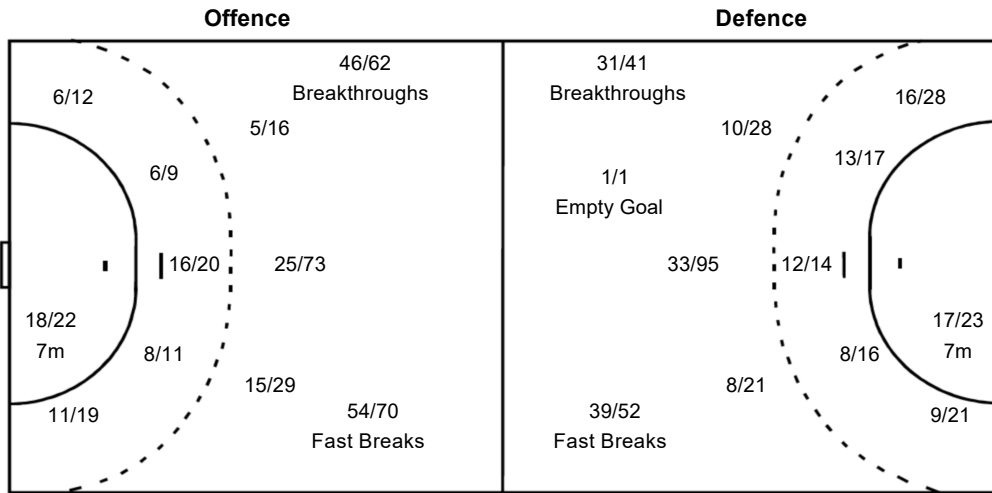 Offence
Defence
46/62
Breakthroughs
6/12
5/16
6/9
16/20
25/73
18/22
7m
8/11
15/29
11/19
54/70
Fast Breaks
31/41
Breakthroughs
16/28
10/28
13/17
1/1
Empty Goal
33/95
12/14
17/23
7m
8/16
8/21
39/52
Fast Breaks
9/21